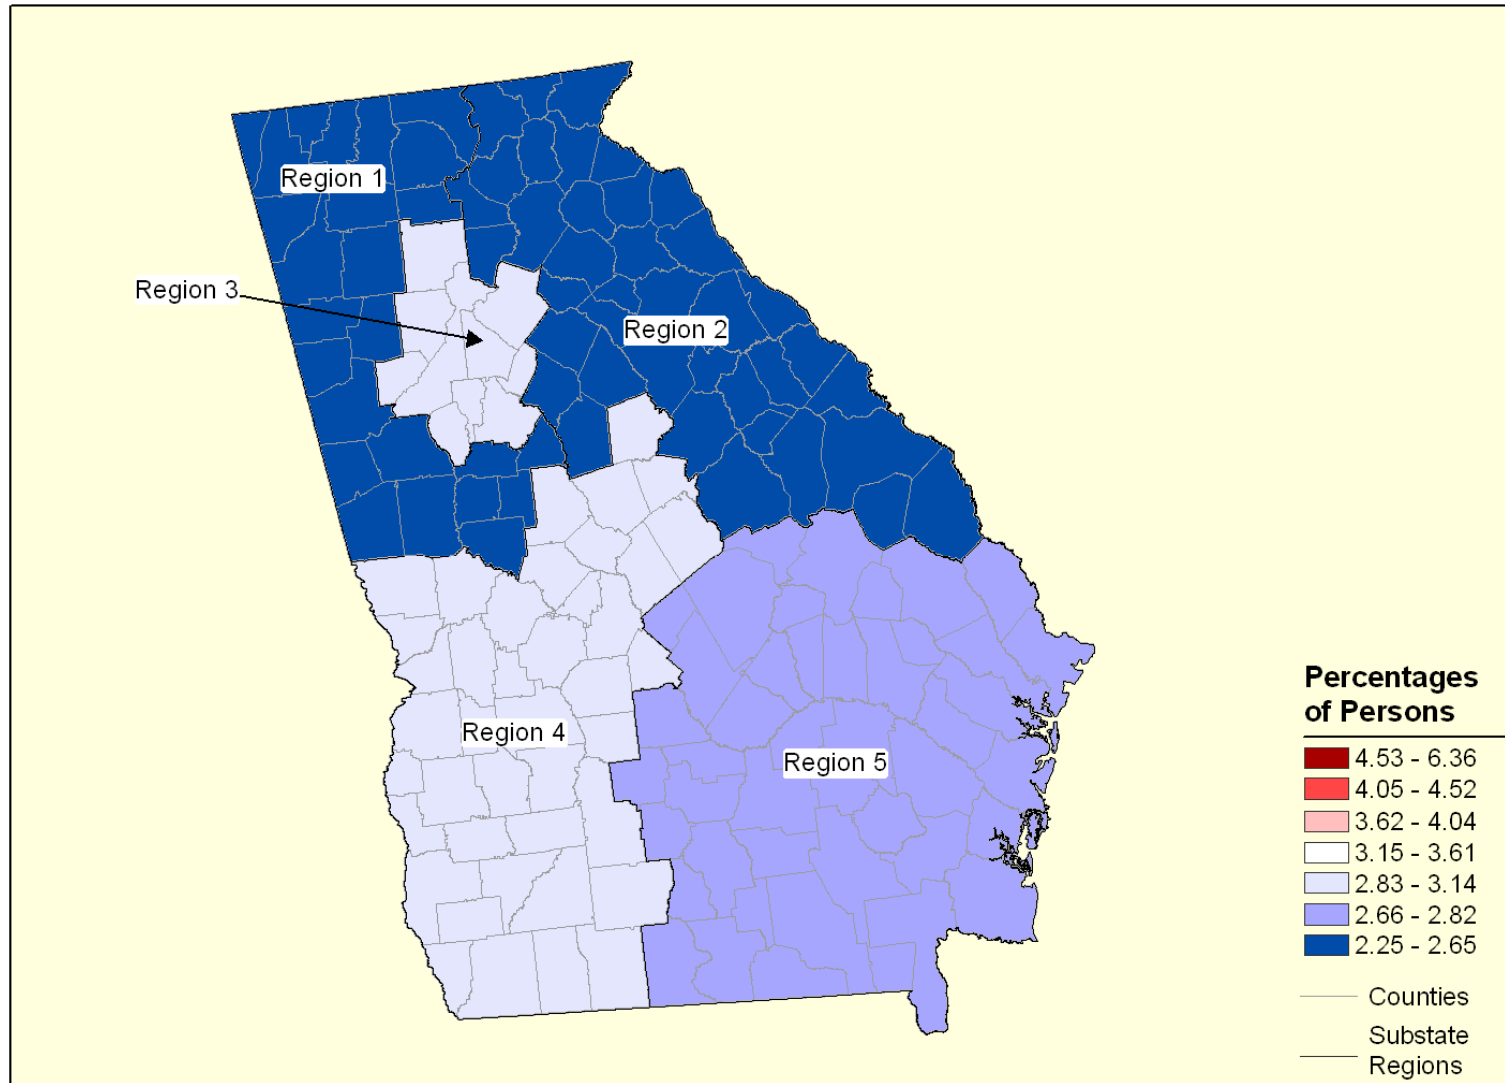 Region 1
Region 3
Region 2
Region 4
Region 5
Percentages
of Persons
4.53 - 6.36
4.05 - 4.52
3.62 - 4.04
3.15 - 3.61
2.83 - 3.14
2.66 - 2.82
2.25 - 2.65
Counties
Substate
Regions